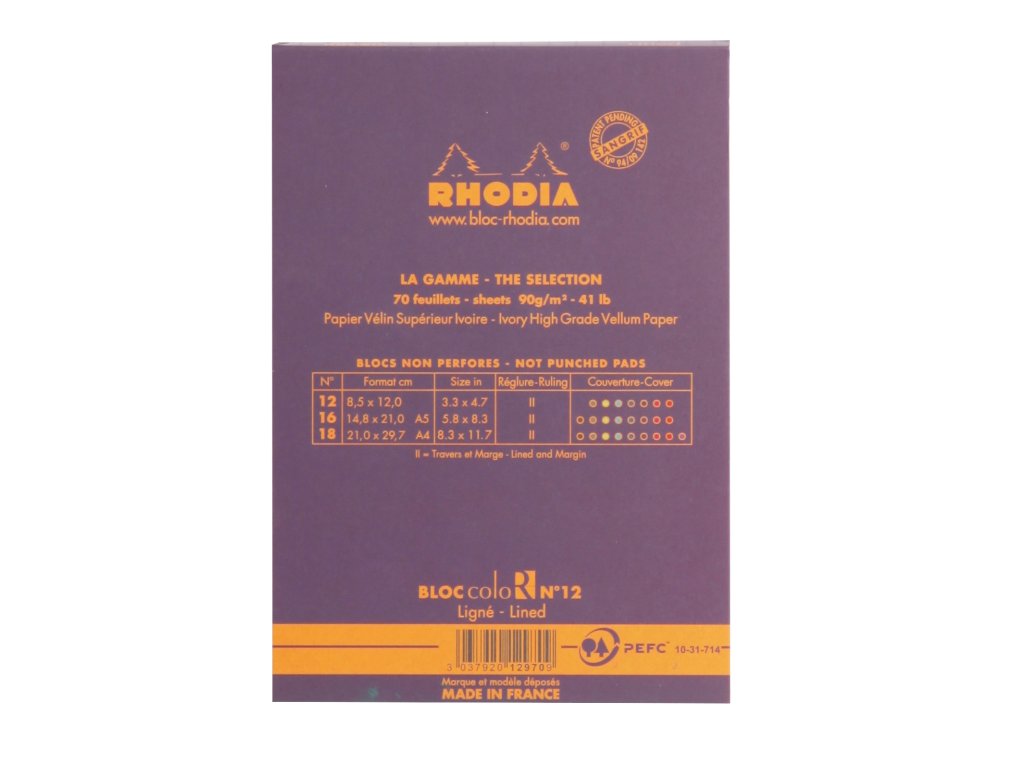 PATENT PENDING
SANGRIF
N° 94/09 142
®
RHODIA
www.bloc-rhodia.com
LA GAMME - THE SELECTION
70 feuillets - sheets 90g/m² - 41 lb
Papier Vélin Supérieur Ivoire - Ivory High Grade Vellum Paper
BLOCS NON PERFORES - NOT PUNCHED PADS
N° Format cm Size in Réglure-Ruling Couverture-Cover
12 8,5 x 12,0 3.3 x 4.7 II
16 14,8 x 21,0 A5 5.8 x 8.3 II
18 21,0 x 29,7 A4 8.3 x 11.7 II
II = Travers et Marge - Lined and Margin
BLOC coloR N°12
Ligné - Lined
3 037920 129709
PEFC™ 10-31-714
Marque et modèle déposés
MADE IN FRANCE